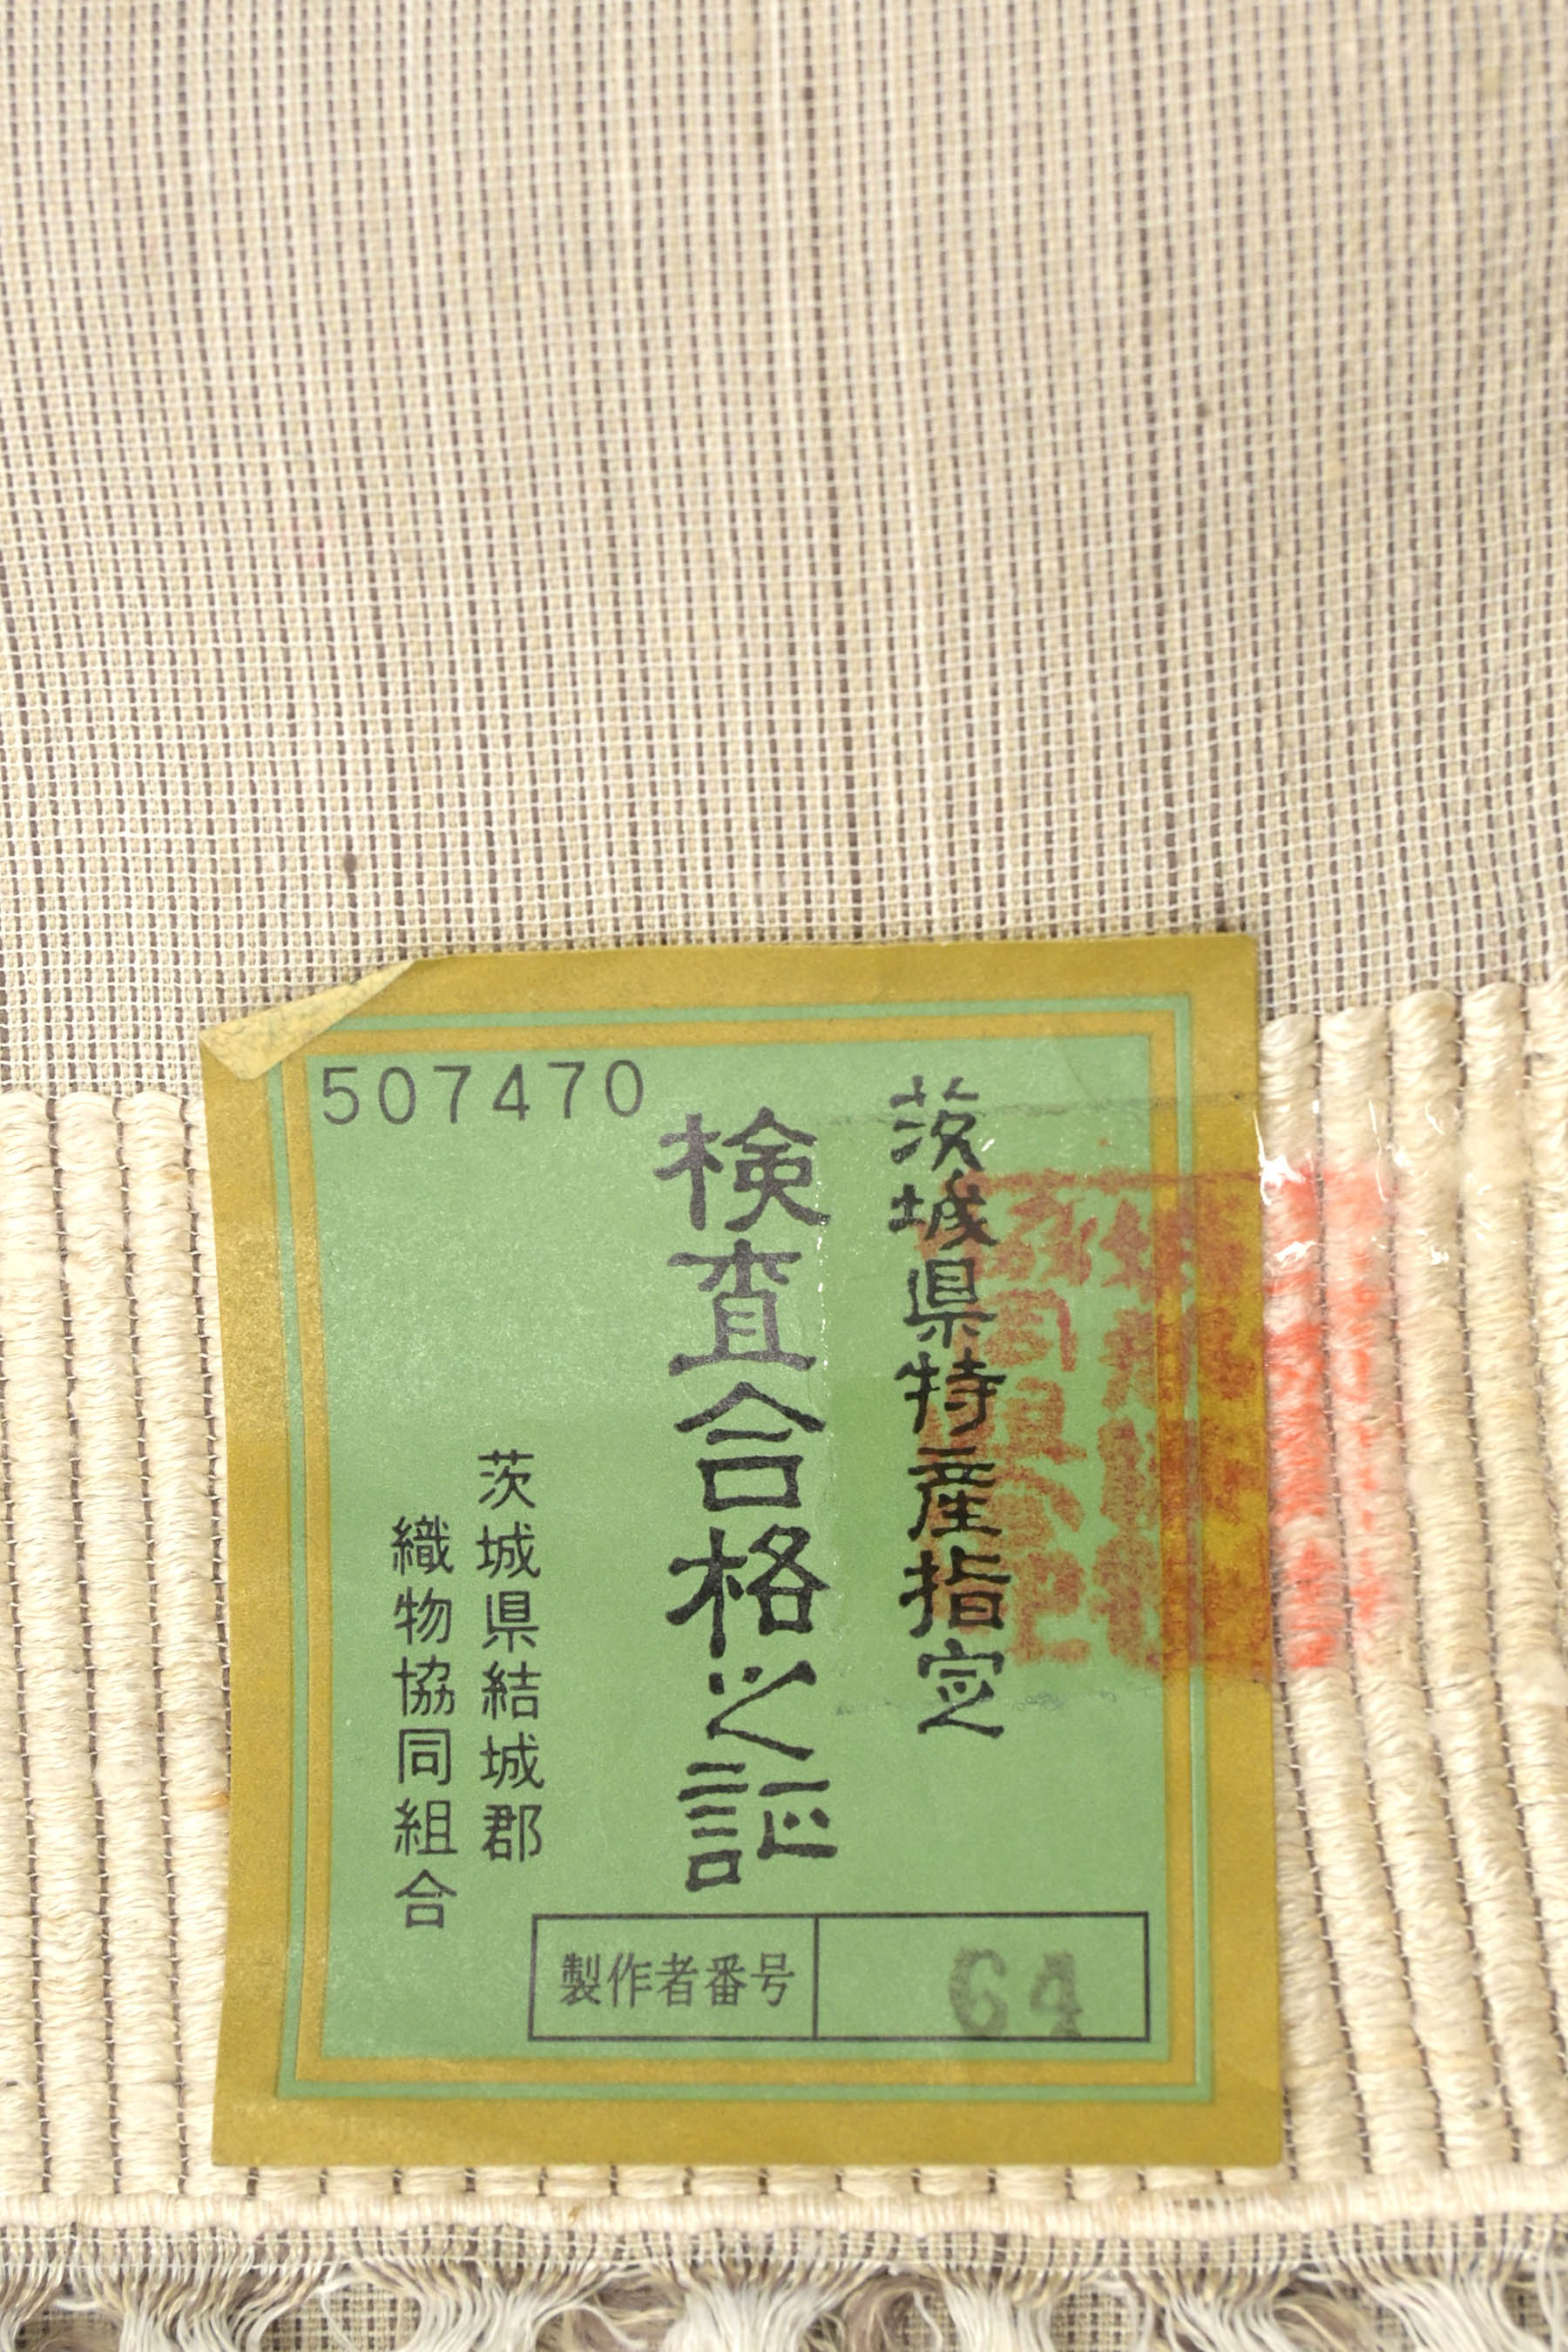 507470
茨城県特産指定
検査合格之証
茨城県結城郡
織物協同組合
製作者番号
64